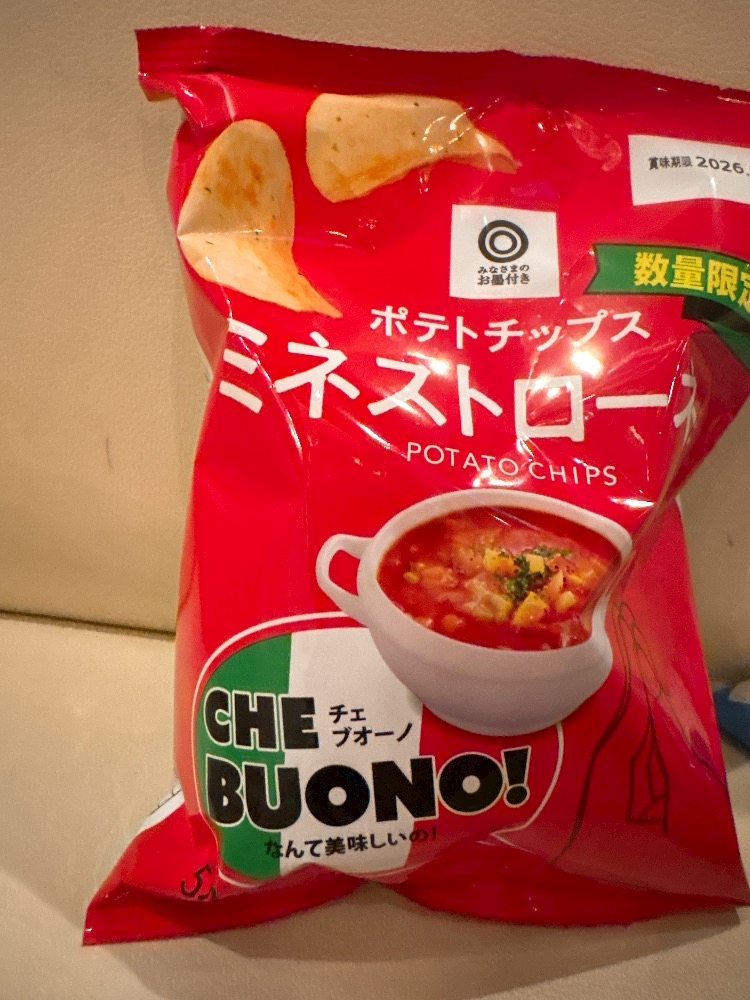 賞味期限 2026.
みなさまの
お墨付き
数量限定
ポテトチップス
ミネストローネ
POTATO CHIPS
CHE
チェ
BUONO!
ブオーノ
なんて美味しいの!